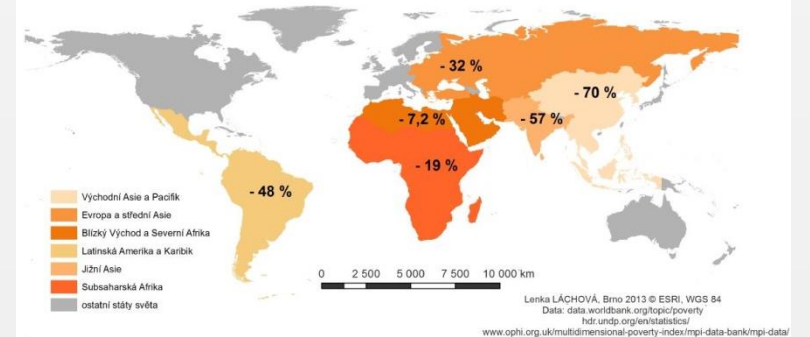 - 32 %
- 70 %
- 7,2 %
- 57 %
- 19 %
- 48 %
Východní Asie a Pacifik
Evropa a střední Asie
Blízký Východ a Severní Afrika
Latinská Amerika a Karibik
Jižní Asie
Subsaharská Afrika
ostatní státy světa
0 2 500 5 000 7 500 10 000 km
Lenka LÁCHOVÁ, Brno 2013 © ESRI, WGS 84
Data: data.worldbank.org/topic/poverty
hdr.undp.org/en/statistics/
www.ophi.org.uk/multidimensional-poverty-index/mpi-data-bank/mpi-data/